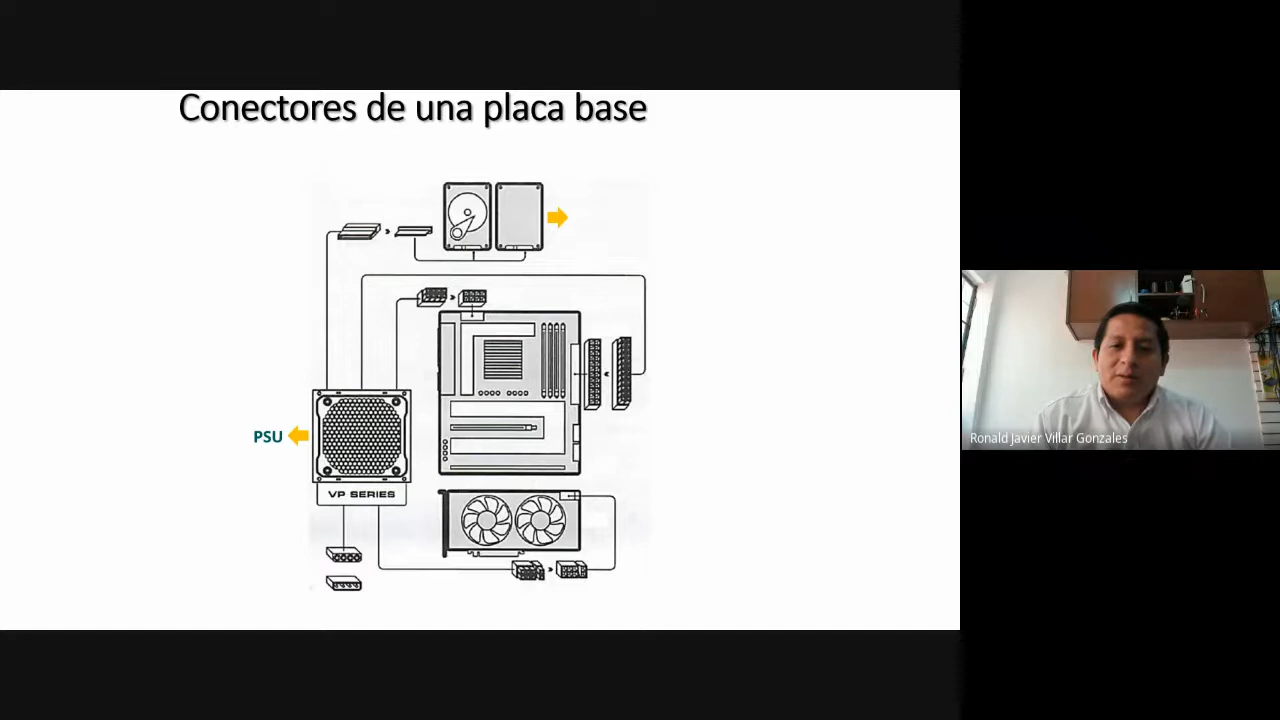 Conectores de una placa base
PSU
VP SERIES
Ronald Javier Villar Gonzales